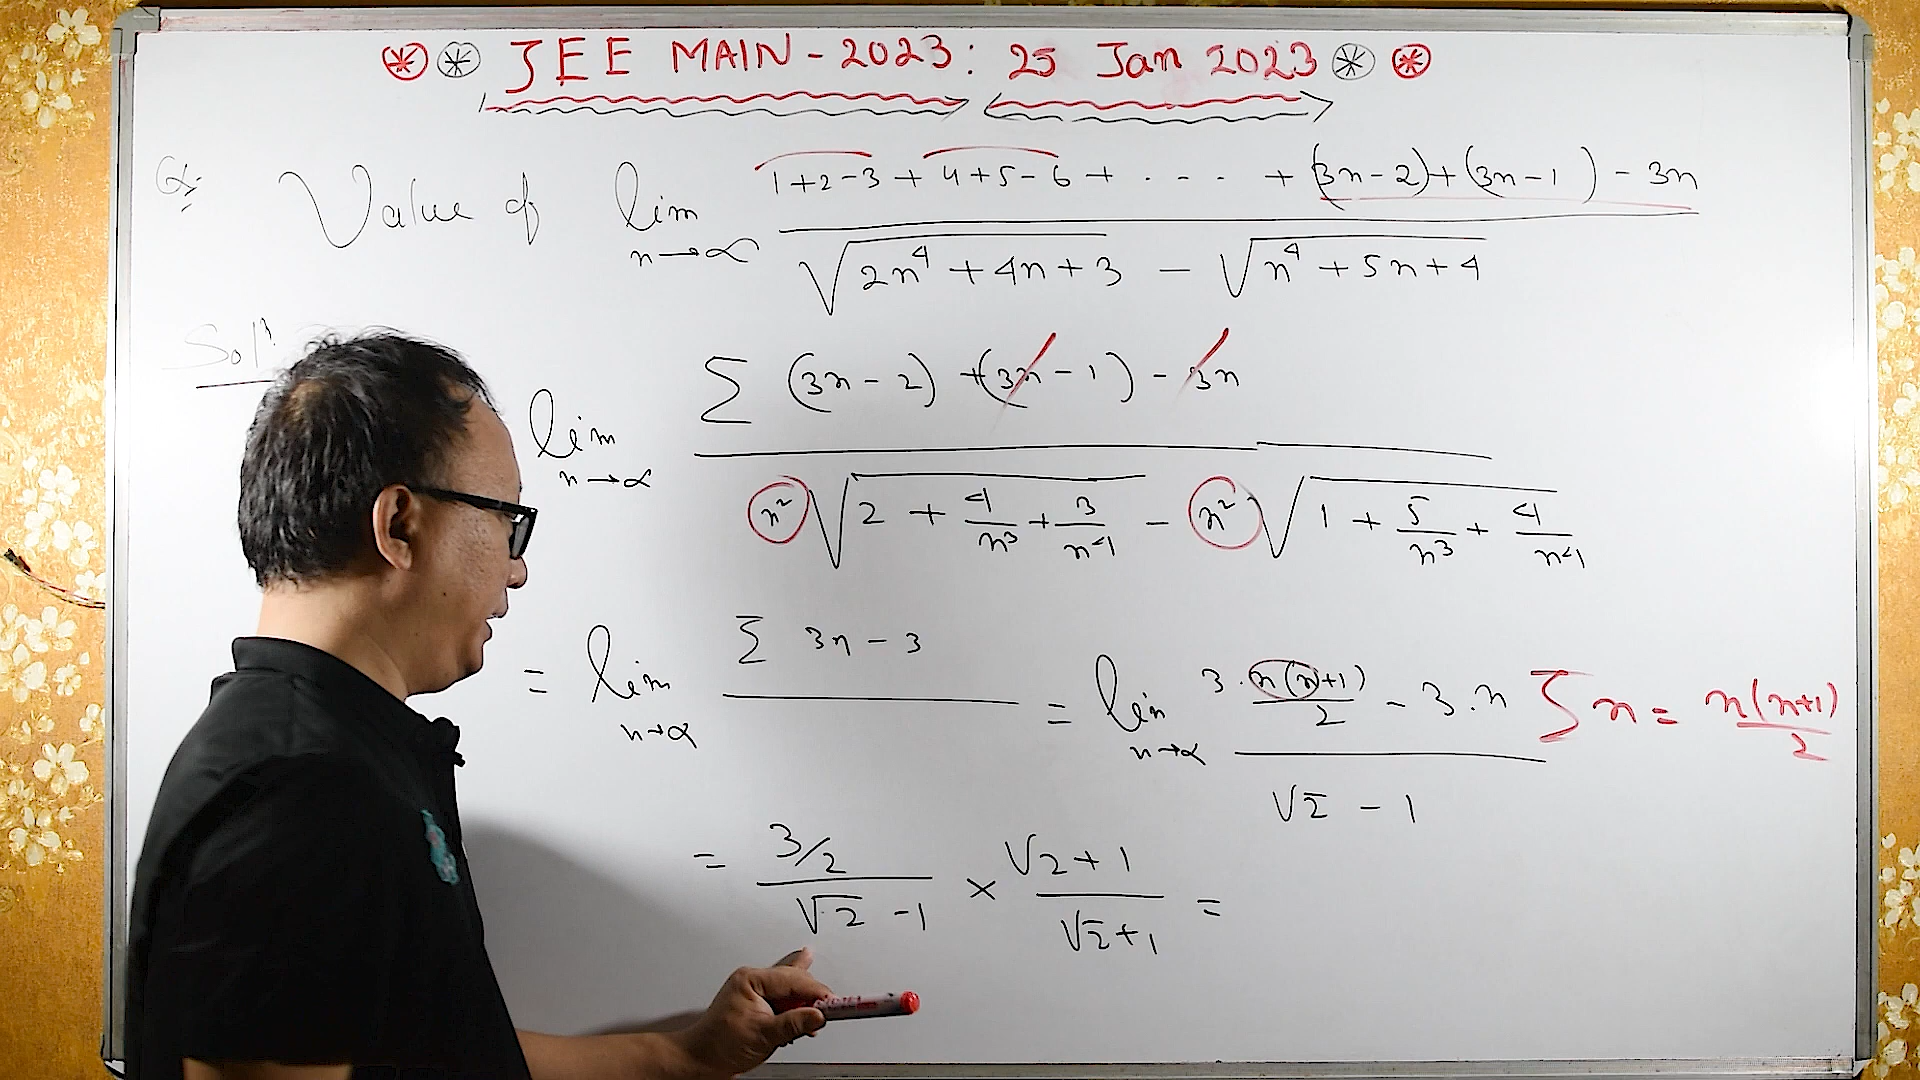 ⊛ ⊛ JEE MAIN - 2023 : 25 Jan 2023 ⊛ ⊛
Q: Value of lim n→∞ (1+2-3 + 4+5-6 + . - - - + (3n-2)+(3n-1) - 3n) / (√(2n⁴ + 4n + 3) - √(n⁴ + 5n + 4))
Solⁿ
lim n→∝ (Σ (3n-2) + (3n-1) - 3n) / (n² √(2 + 4/n³ + 3/n⁴) - n² √(1 + 5/n³ + 4/n⁴))
= lim n→∝ (Σ 3n - 3) / = lim n→∝ (3 . n(n+1)/2 - 3.n) / (√2 - 1) Σn = n(n+1)/2
= (3/2) / (√2 - 1) × (√2 + 1) / (√2 + 1) =